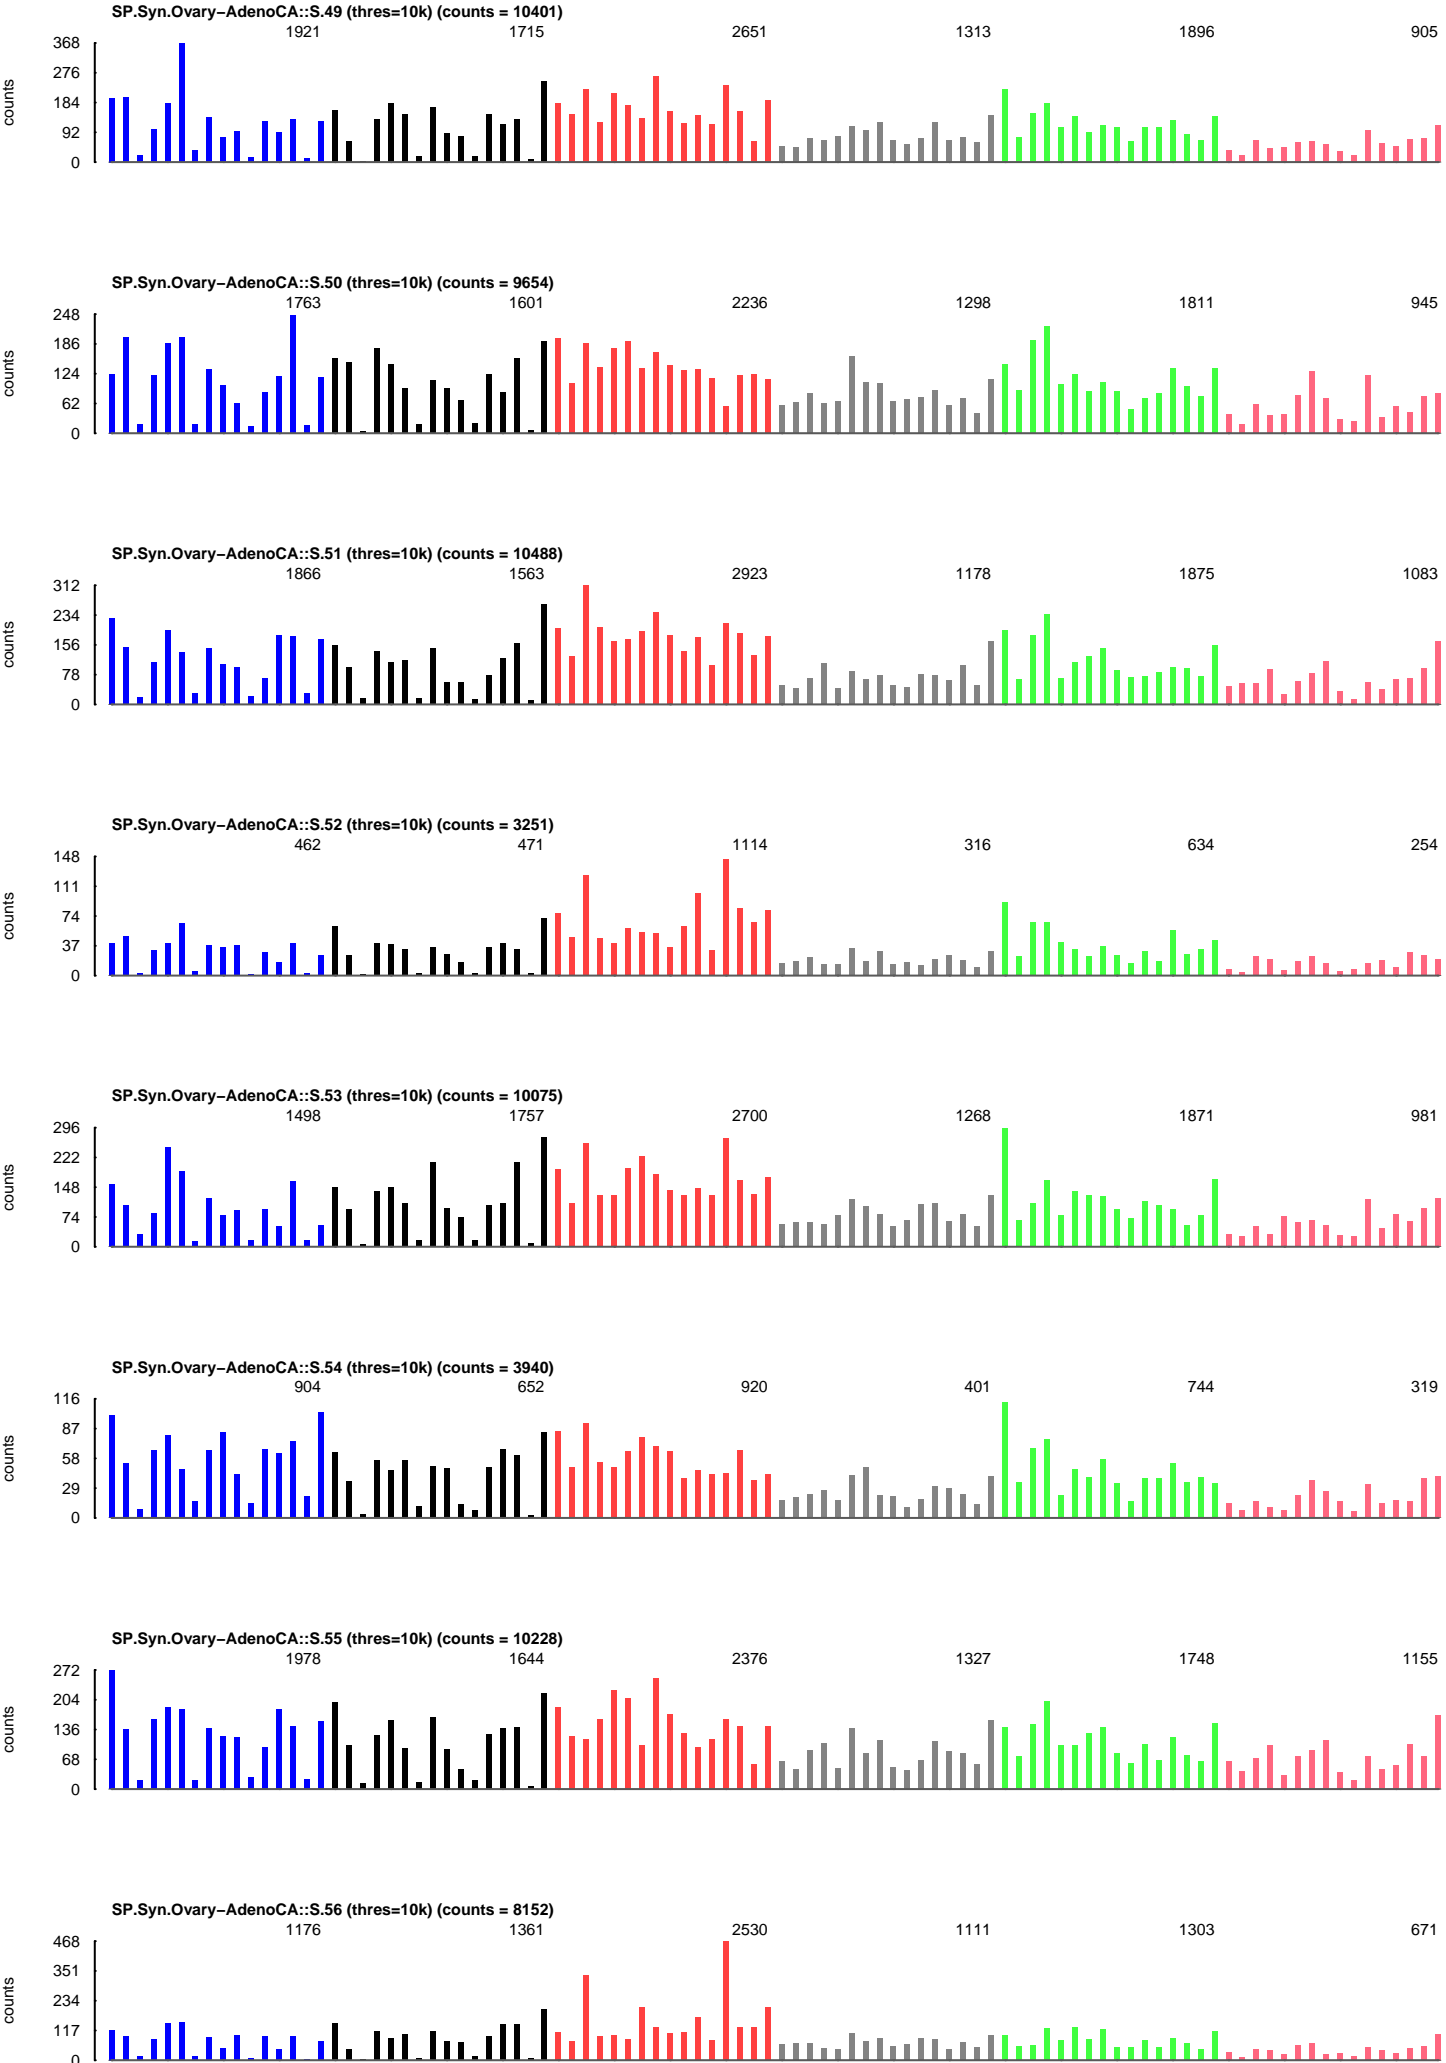 SP.Syn.Ovary−AdenoCA::S.49 (thres=10k) (counts = 10401)
1921 1715 2651 1313 1896 905
368
276
184
92
0
counts
SP.Syn.Ovary−AdenoCA::S.50 (thres=10k) (counts = 9654)
1763 1601 2236 1298 1811 945
248
186
124
62
0
counts
SP.Syn.Ovary−AdenoCA::S.51 (thres=10k) (counts = 10488)
1866 1563 2923 1178 1875 1083
312
234
156
78
0
counts
SP.Syn.Ovary−AdenoCA::S.52 (thres=10k) (counts = 3251)
462 471 1114 316 634 254
148
111
74
37
0
counts
SP.Syn.Ovary−AdenoCA::S.53 (thres=10k) (counts = 10075)
1498 1757 2700 1268 1871 981
296
222
148
74
0
counts
SP.Syn.Ovary−AdenoCA::S.54 (thres=10k) (counts = 3940)
904 652 920 401 744 319
116
87
58
29
0
counts
SP.Syn.Ovary−AdenoCA::S.55 (thres=10k) (counts = 10228)
1978 1644 2376 1327 1748 1155
272
204
136
68
0
counts
SP.Syn.Ovary−AdenoCA::S.56 (thres=10k) (counts = 8152)
1176 1361 2530 1111 1303 671
468
351
234
117
0
counts